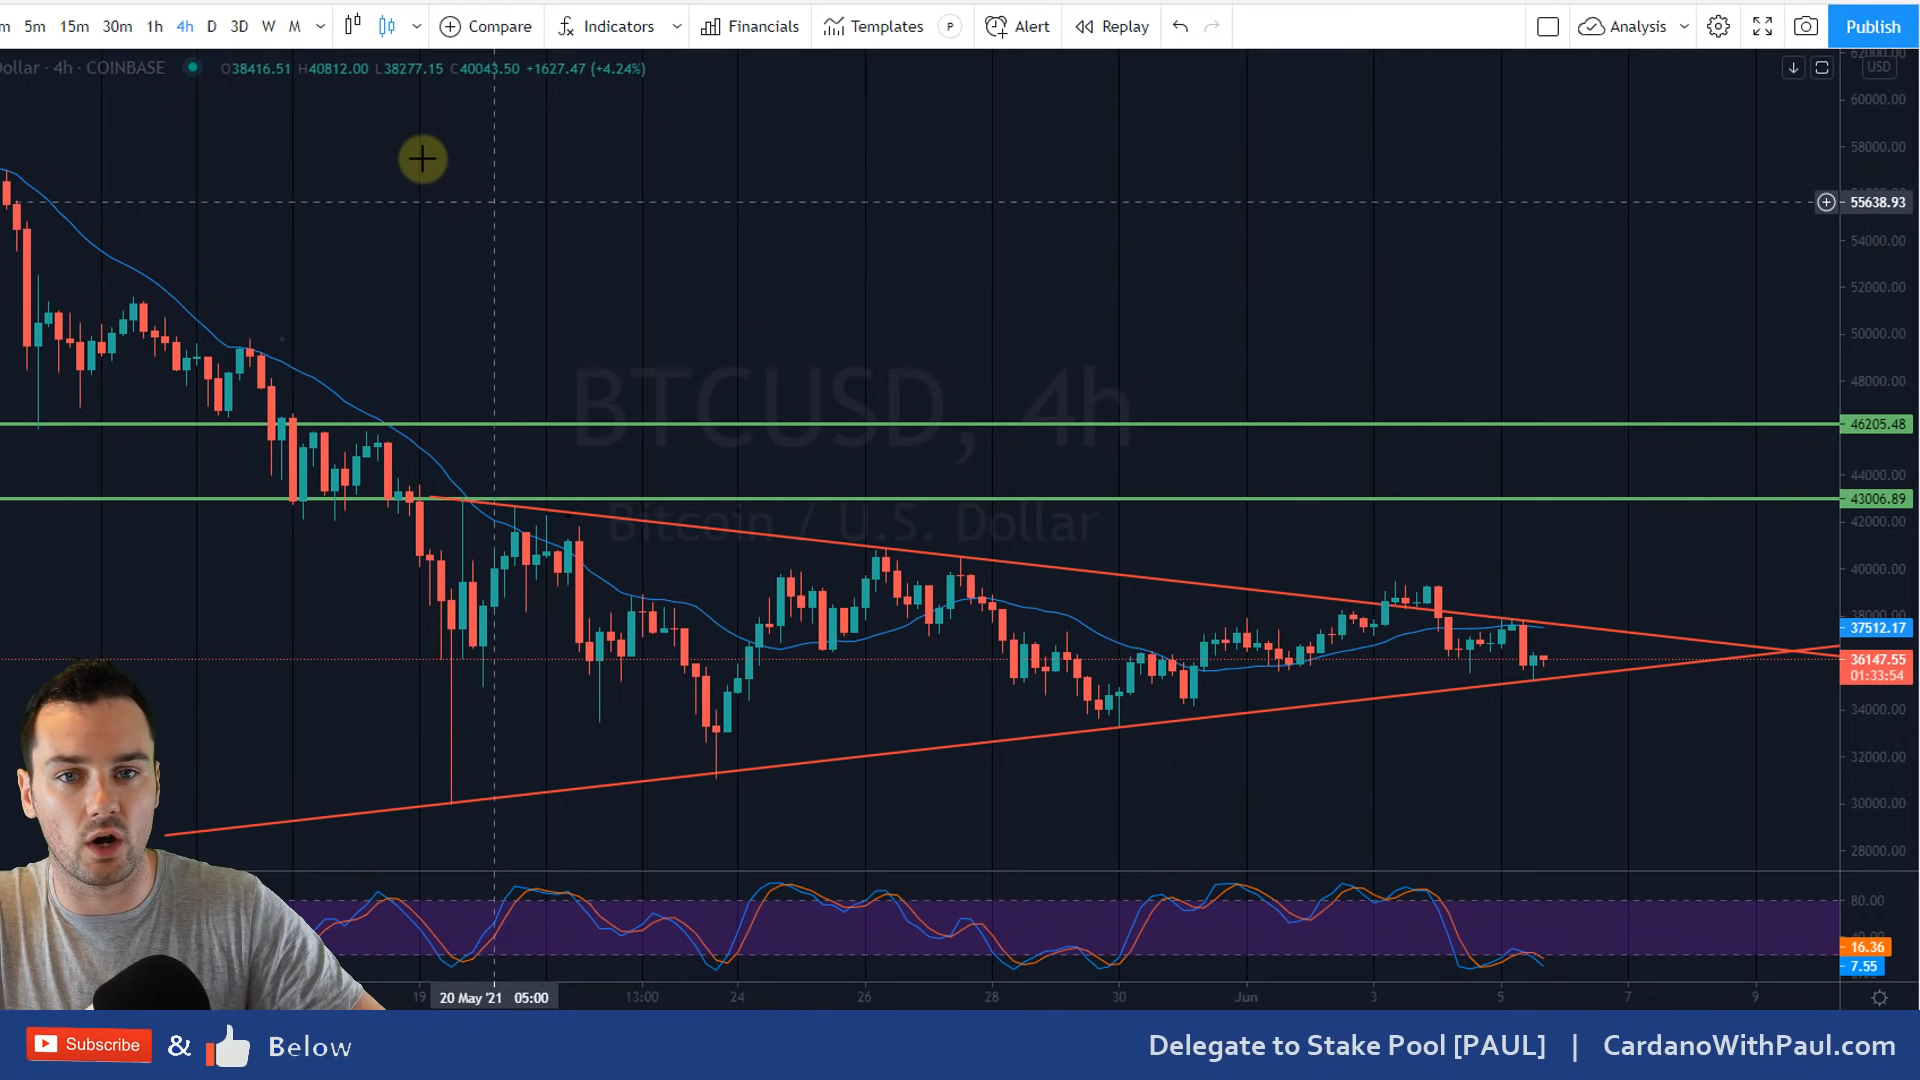 m 5m 15m 30m 1h 4h D 3D W M Compare Indicators Financials Templates P Alert Replay Analysis Publish
Dollar · 4h · COINBASE O38416.51 H40812.00 L38277.15 C40043.50 +1627.47 (+4.24%)
USD
60000.00
58000.00
55638.93
54000.00
52000.00
50000.00
48000.00
BTCUSD, 4h
46205.48
44000.00
43006.89
42000.00
Bitcoin / U.S. Dollar
40000.00
38000.00
37512.17
36147.55
01:33:54
34000.00
32000.00
30000.00
28000.00
80.00
16.36
7.55
19 20 May '21 05:00 13:00 24 26 28 30 Jun 3 5 7 9
Subscribe & Below
Delegate to Stake Pool [PAUL] | CardanoWithPaul.com